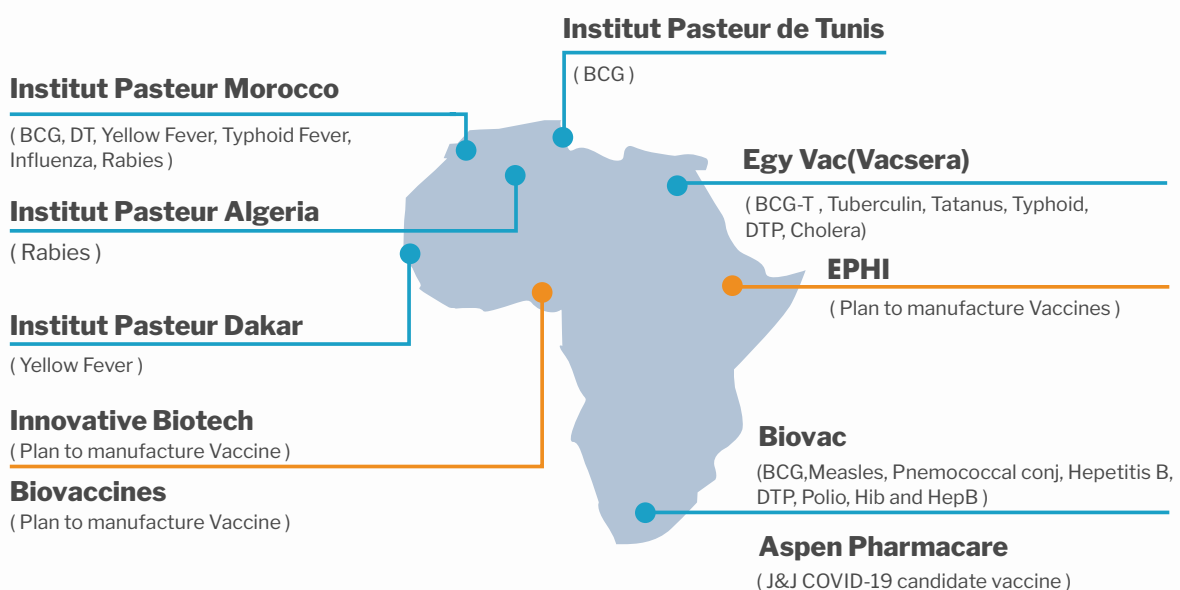 Institut Pasteur de Tunis
( BCG )
Institut Pasteur Morocco
( BCG, DT, Yellow Fever, Typhoid Fever,
Influenza, Rabies )
Institut Pasteur Algeria
( Rabies )
Institut Pasteur Dakar
( Yellow Fever )
Innovative Biotech
( Plan to manufacture Vaccine )
Biovaccines
( Plan to manufacture Vaccine )
Egy Vac(Vacsera)
( BCG-T , Tuberculin, Tatanus, Typhoid,
DTP, Cholera)
EPHI
( Plan to manufacture Vaccines )
Biovac
(BCG,Measles, Pnemococcal conj, Hepetitis B,
DTP, Polio, Hib and HepB )
Aspen Pharmacare
( J&J COVID-19 candidate vaccine )